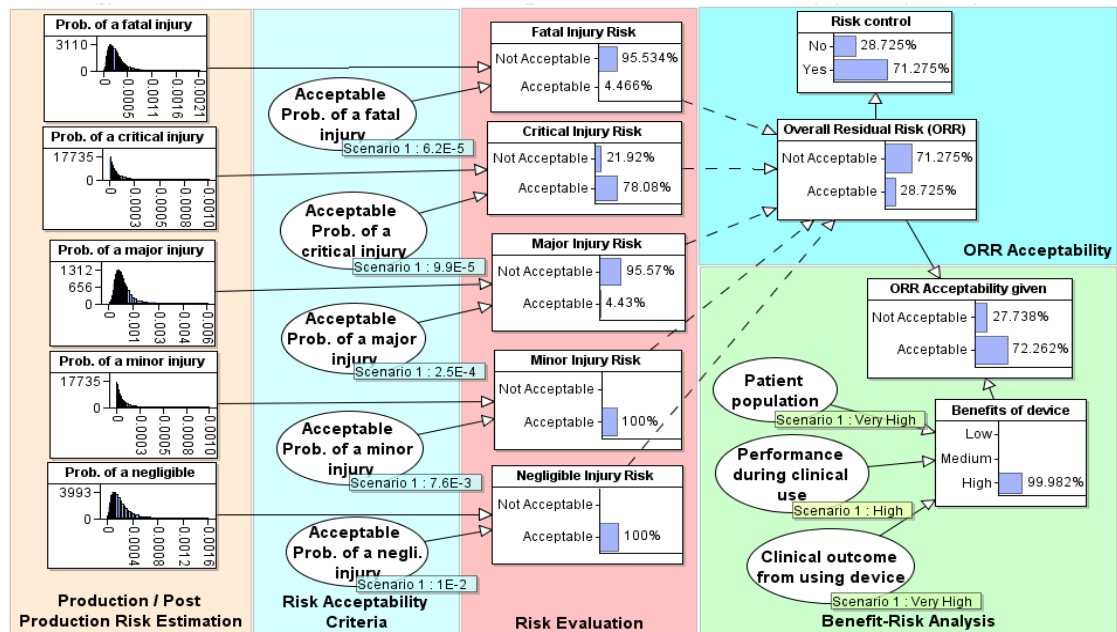 Prob. of a fatal injury
3110
0
0
0.0005
0.0011
0.0016
0.0021
Prob. of a critical injury
17735
0
0
0.0003
0.0005
0.0008
0.0010
Prob. of a major injury
1312
656
0
0
0.001
0.003
0.004
0.006
Prob. of a minor injury
17735
0
0
0.0003
0.0005
0.0008
0.0010
Prob. of a negligible
3993
0
0
0.0004
0.0008
0.0012
0.0016
Production / Post
Production Risk Estimation
Acceptable
Prob. of a fatal
injury
Scenario 1 : 6.2E-5
Acceptable
Prob. of a
critical injury
Scenario 1 : 9.9E-5
Acceptable
Prob. of a major
injury
Scenario 1 : 2.5E-4
Acceptable
Prob. of a minor
injury
Scenario 1 : 7.6E-3
Acceptable
Prob. of a negli.
injury
Scenario 1 : 1E-2
Risk Acceptability
Criteria
Fatal Injury Risk
Not Acceptable 95.534%
Acceptable 4.466%
Critical Injury Risk
Not Acceptable 21.92%
Acceptable 78.08%
Major Injury Risk
Not Acceptable 95.57%
Acceptable 4.43%
Minor Injury Risk
Not Acceptable
Acceptable 100%
Negligible Injury Risk
Not Acceptable
Acceptable 100%
Risk Evaluation
Risk control
No 28.725%
Yes 71.275%
Overall Residual Risk (ORR)
Not Acceptable 71.275%
Acceptable 28.725%
ORR Acceptability
ORR Acceptability given
Not Acceptable 27.738%
Acceptable 72.262%
Patient
population
Scenario 1 : Very High
Performance
during clinical
use
Scenario 1 : High
Clinical outcome
from using device
Scenario 1 : Very High
Benefits of device
Low
Medium
High 99.982%
Benefit-Risk Analysis